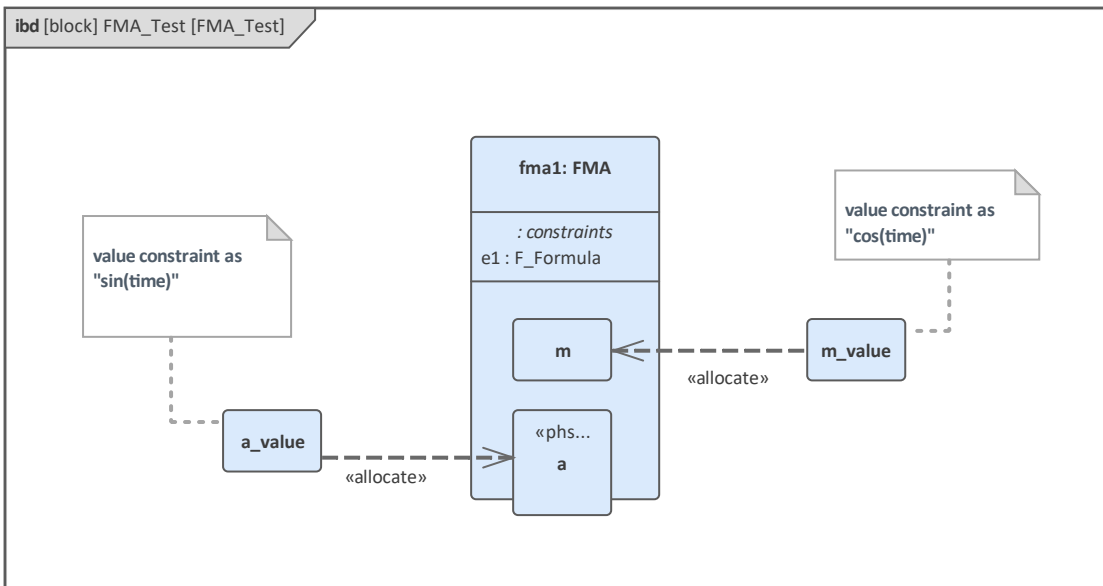 ibd [block] FMA_Test [FMA_Test]
fma1: FMA
: constraints
e1 : F_Formula
value constraint as
"sin(time)"
value constraint as
"cos(time)"
m
m_value
«allocate»
«phs...
a
a_value
«allocate»